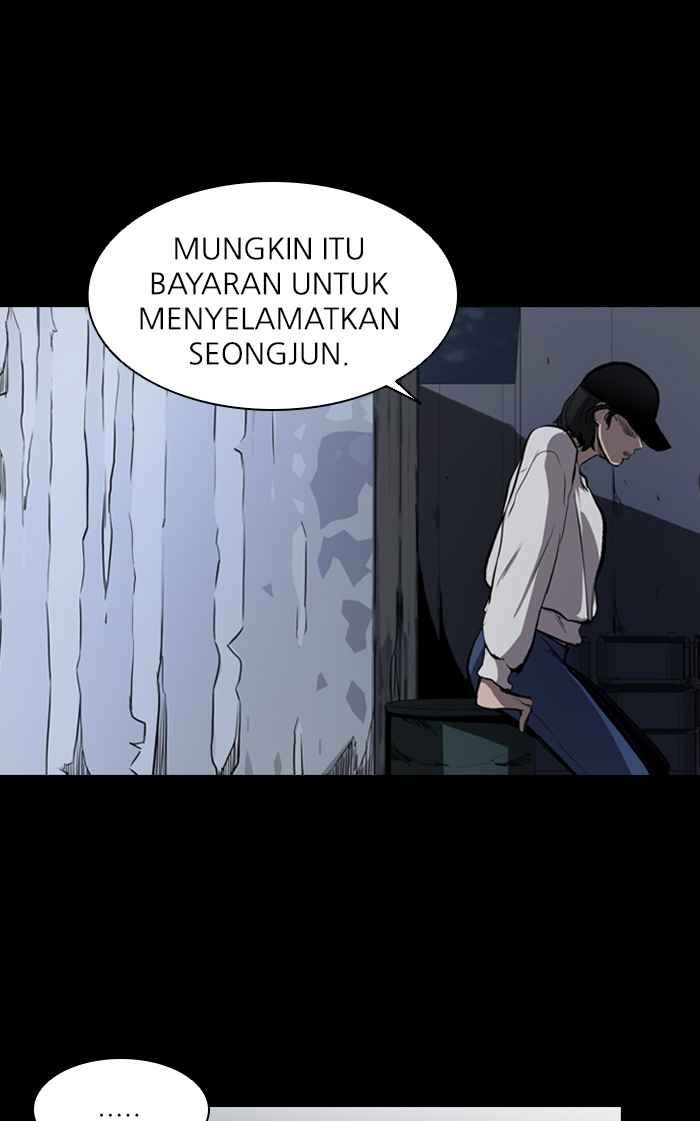 MUNGKIN ITU
BAYARAN UNTUK
MENYELAMATKAN
SEONGJUN.
.....